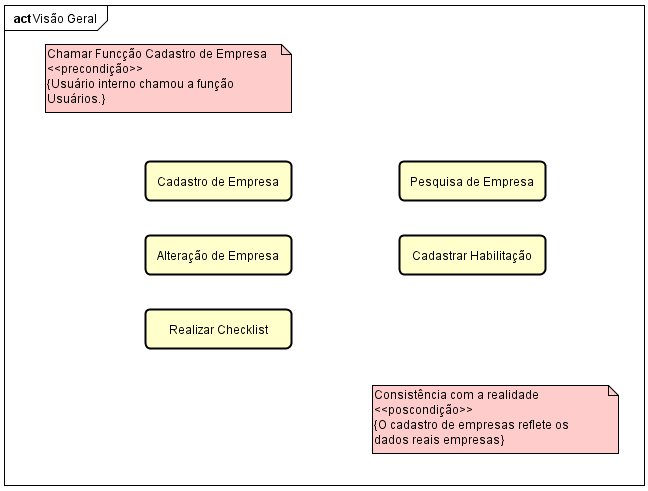 act Visão Geral
Chamar Funcção Cadastro de Empresa
<<precondição>>
{Usuário interno chamou a função
Usuários.}
Cadastro de Empresa
Pesquisa de Empresa
Alteração de Empresa
Cadastrar Habilitação
Realizar Checklist
Consistência com a realidade
<<poscondição>>
{O cadastro de empresas reflete os
dados reais empresas}